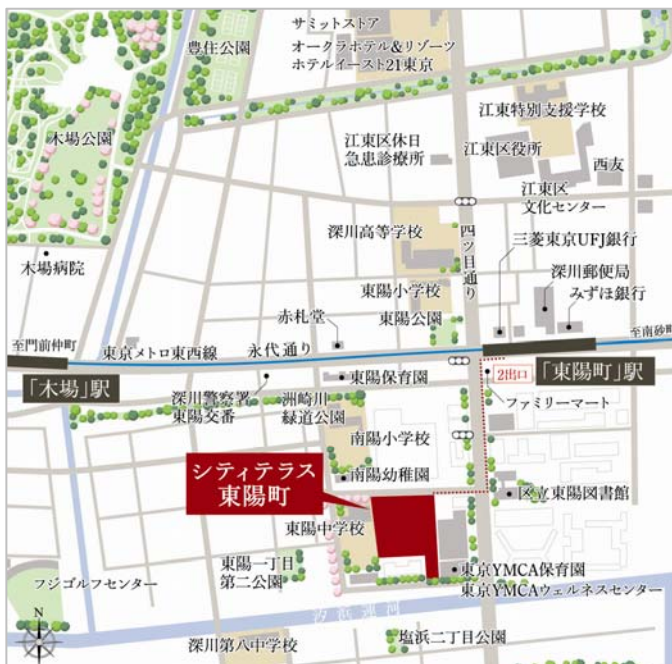 サミットストア
豊住公園
オークラホテル&リゾーツ
ホテルイースト21東京
江東特別支援学校
木場公園
江東区休日
急患診療所
江東区役所
西友
江東区
文化センター
深川高等学校
四ツ目通り
三菱東京UFJ銀行
木場病院
深川郵便局
東陽小学校
みずほ銀行
赤札堂
東陽公園
至門前仲町
至南砂町
東京メトロ東西線
永代通り
「木場」駅
「東陽町」駅
2出口
東陽保育園
深川警察署
東陽交番
洲崎川
緑道公園
ファミリーマート
南陽小学校
シティテラス
東陽町
南陽幼稚園
区立東陽図書館
東陽中学校
東陽一丁目
第二公園
フジゴルフセンター
東京YMCA保育園
東京YMCAウェルネスセンター
汐浜運河
N
深川第八中学校
塩浜二丁目公園